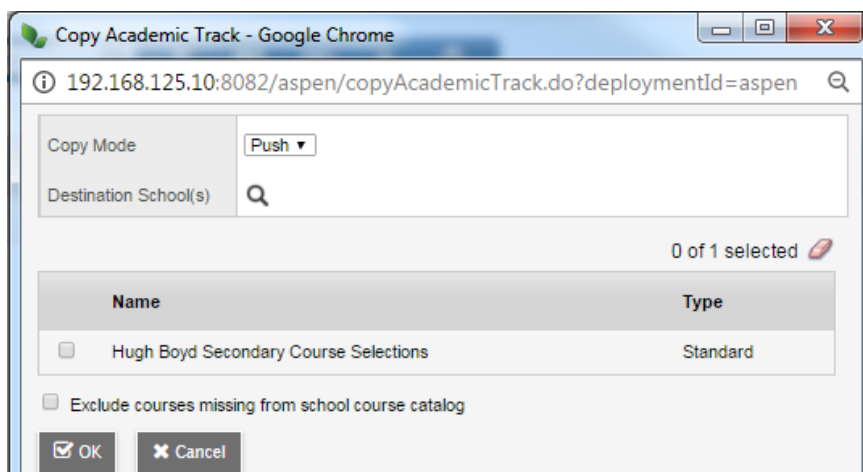 Copy Academic Track - Google Chrome
192.168.125.10:8082/aspen/copyAcademicTrack.do?deploymentId=aspen
Copy Mode Push
Destination School(s)
0 of 1 selected
Name Type
Hugh Boyd Secondary Course Selections Standard
Exclude courses missing from school course catalog
OK Cancel